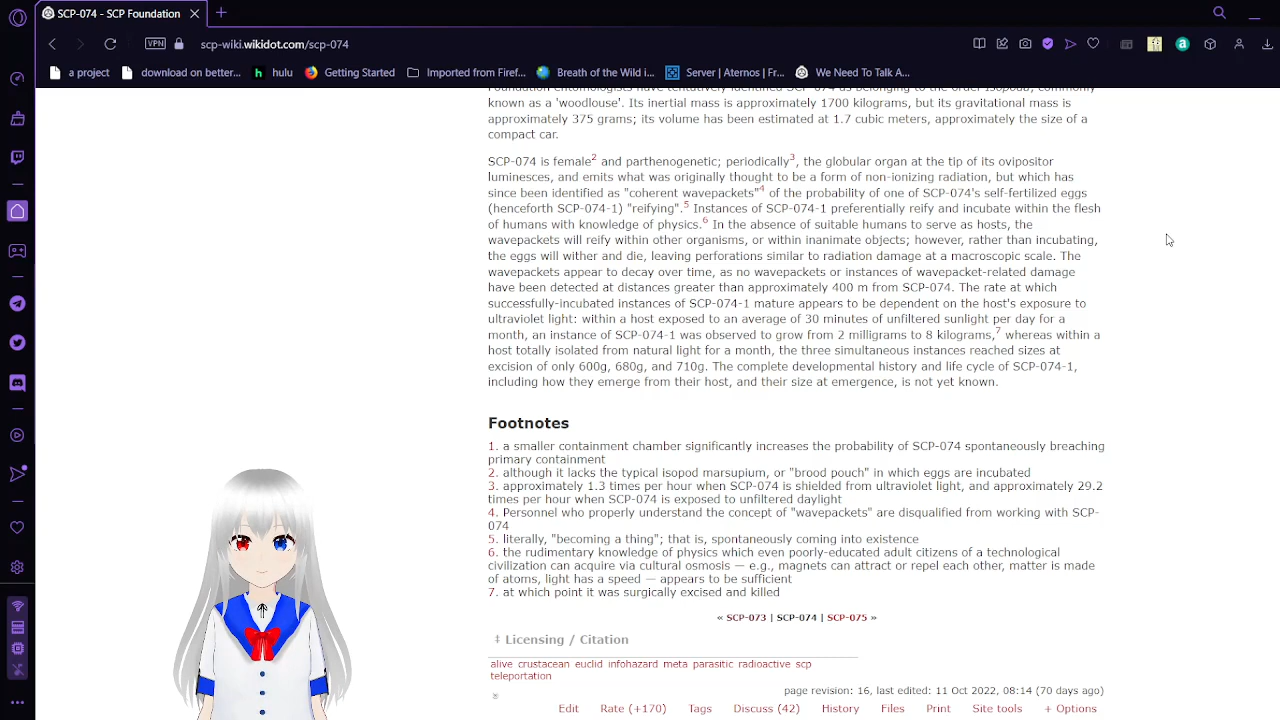 SCP-074 - SCP Foundation
VPN
scp-wiki.wikidot.com/scp-074
a project
download on better...
hulu
Getting Started
Imported from Firef...
Breath of the Wild i...
Server | Aternos | Fr...
We Need To Talk A...
Foundation entomologists have tentatively identified SCP-074 as belonging to the order Isopoda, commonly
known as a 'woodlouse'. Its inertial mass is approximately 1700 kilograms, but its gravitational mass is
approximately 375 grams; its volume has been estimated at 1.7 cubic meters, approximately the size of a
compact car.
SCP-074 is female2 and parthenogenetic; periodically3, the globular organ at the tip of its ovipositor
luminesces, and emits what was originally thought to be a form of non-ionizing radiation, but which has
since been identified as "coherent wavepackets"4 of the probability of one of SCP-074's self-fertilized eggs
(henceforth SCP-074-1) "reifying".5 Instances of SCP-074-1 preferentially reify and incubate within the flesh
of humans with knowledge of physics.6 In the absence of suitable humans to serve as hosts, the
wavepackets will reify within other organisms, or within inanimate objects; however, rather than incubating,
the eggs will wither and die, leaving perforations similar to radiation damage at a macroscopic scale. The
wavepackets appear to decay over time, as no wavepackets or instances of wavepacket-related damage
have been detected at distances greater than approximately 400 m from SCP-074. The rate at which
successfully-incubated instances of SCP-074-1 mature appears to be dependent on the host's exposure to
ultraviolet light: within a host exposed to an average of 30 minutes of unfiltered sunlight per day for a
month, an instance of SCP-074-1 was observed to grow from 2 milligrams to 8 kilograms,7 whereas within a
host totally isolated from natural light for a month, the three simultaneous instances reached sizes at
excision of only 600g, 680g, and 710g. The complete developmental history and life cycle of SCP-074-1,
including how they emerge from their host, and their size at emergence, is not yet known.
Footnotes
1. a smaller containment chamber significantly increases the probability of SCP-074 spontaneously breaching
primary containment
2. although it lacks the typical isopod marsupium, or "brood pouch" in which eggs are incubated
3. approximately 1.3 times per hour when SCP-074 is shielded from ultraviolet light, and approximately 29.2
times per hour when SCP-074 is exposed to unfiltered daylight
4. Personnel who properly understand the concept of "wavepackets" are disqualified from working with SCP-
074
5. literally, "becoming a thing"; that is, spontaneously coming into existence
6. the rudimentary knowledge of physics which even poorly-educated adult citizens of a technological
civilization can acquire via cultural osmosis — e.g., magnets can attract or repel each other, matter is made
of atoms, light has a speed — appears to be sufficient
7. at which point it was surgically excised and killed
« SCP-073 | SCP-074 | SCP-075 »
‡ Licensing / Citation
alive crustacean euclid infohazard meta parasitic radioactive scp
teleportation
page revision: 16, last edited: 11 Oct 2022, 08:14 (70 days ago)
Edit Rate (+170) Tags Discuss (42) History Files Print Site tools + Options